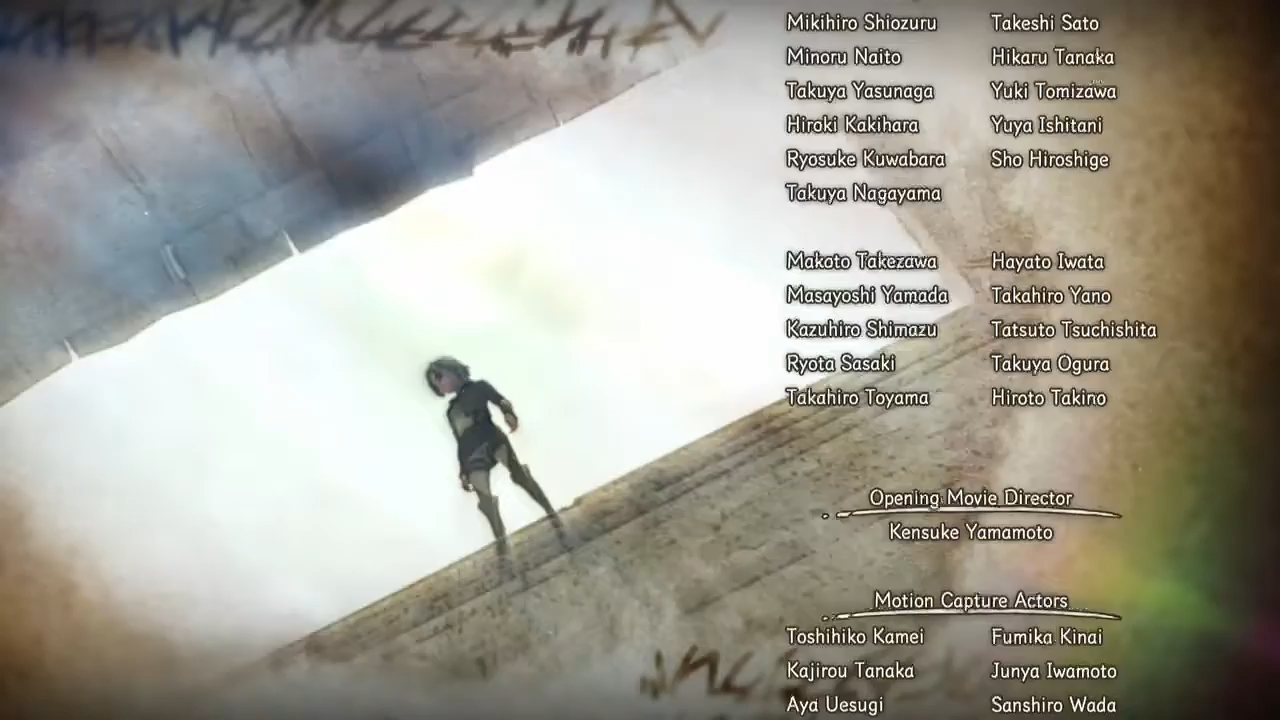 Mikihiro Shiozuru Takeshi Sato
Minoru Naito Hikaru Tanaka
Takuya Yasunaga Yuki Tomizawa
Hiroki Kakihara Yuya Ishitani
Ryosuke Kuwabara Sho Hiroshige
Takuya Nagayama
Makoto Takezawa Hayato Iwata
Masayoshi Yamada Takahiro Yano
Kazuhiro Shimazu Tatsuto Tsuchishita
Ryota Sasaki Takuya Ogura
Takahiro Toyama Hiroto Takino
Opening Movie Director
Kensuke Yamamoto
Motion Capture Actors
Toshihiko Kamei Fumika Kinai
Kajirou Tanaka Junya Iwamoto
Aya Uesugi Sanshiro Wada